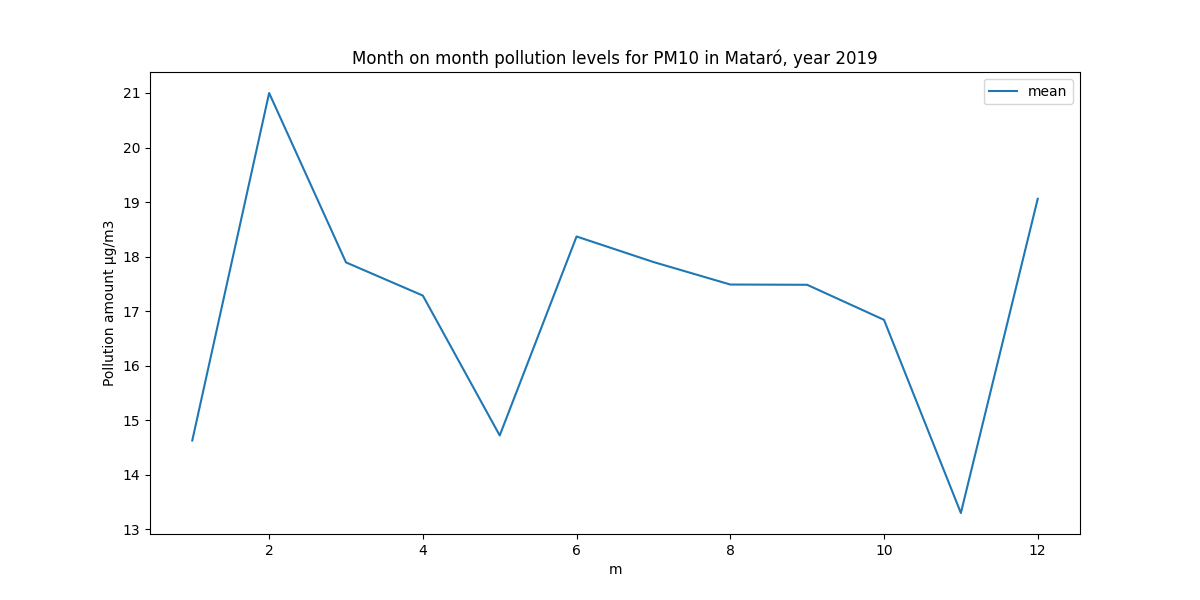 Month on month pollution levels for PM10 in Mataró, year 2019
mean
Pollution amount µg/m3
21
20
19
18
17
16
15
14
13
2 4 6 8 10 12
m